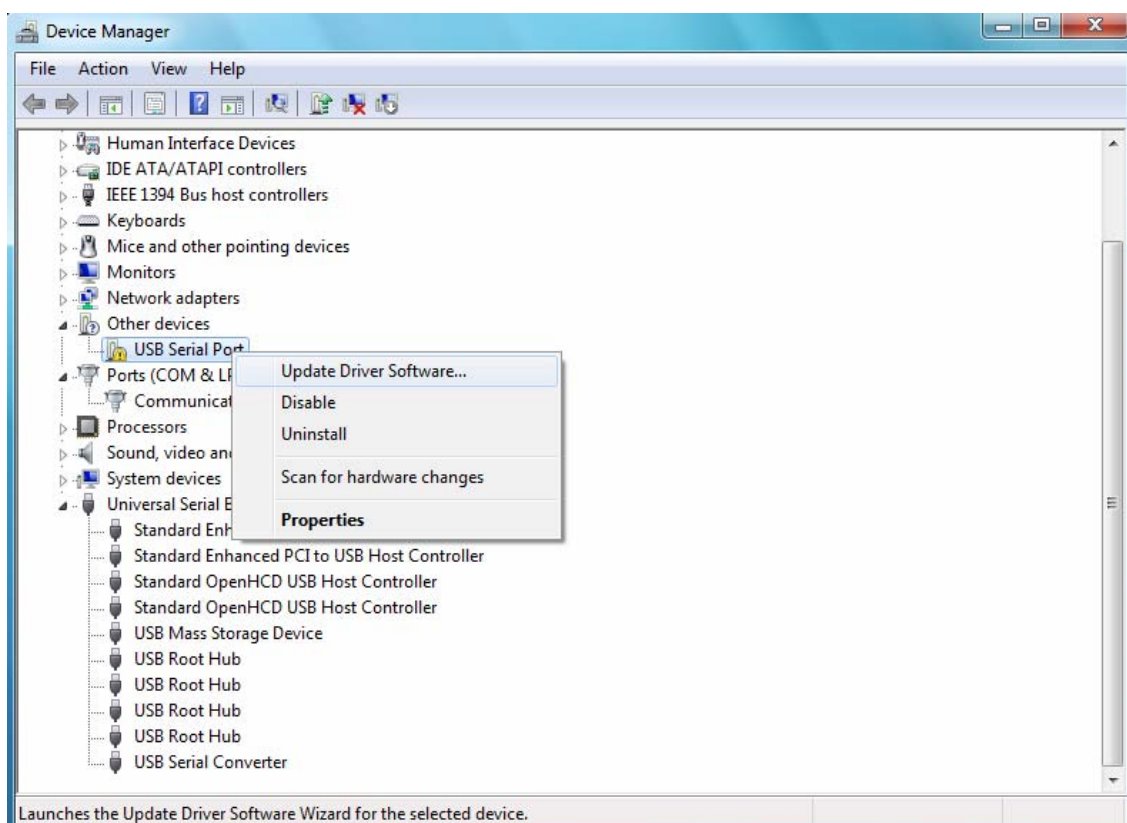 Device Manager
File Action View Help
Human Interface Devices
IDE ATA/ATAPI controllers
IEEE 1394 Bus host controllers
Keyboards
Mice and other pointing devices
Monitors
Network adapters
Other devices
USB Serial Port
Ports (COM & L
Communicat
Processors
Sound, video an
System devices
Universal Serial
Standard Enh
Standard Enhanced PCI to USB Host Controller
Standard OpenHCD USB Host Controller
Standard OpenHCD USB Host Controller
USB Mass Storage Device
USB Root Hub
USB Root Hub
USB Root Hub
USB Root Hub
USB Serial Converter
Update Driver Software...
Disable
Uninstall
Scan for hardware changes
Properties
Launches the Update Driver Software Wizard for the selected device.